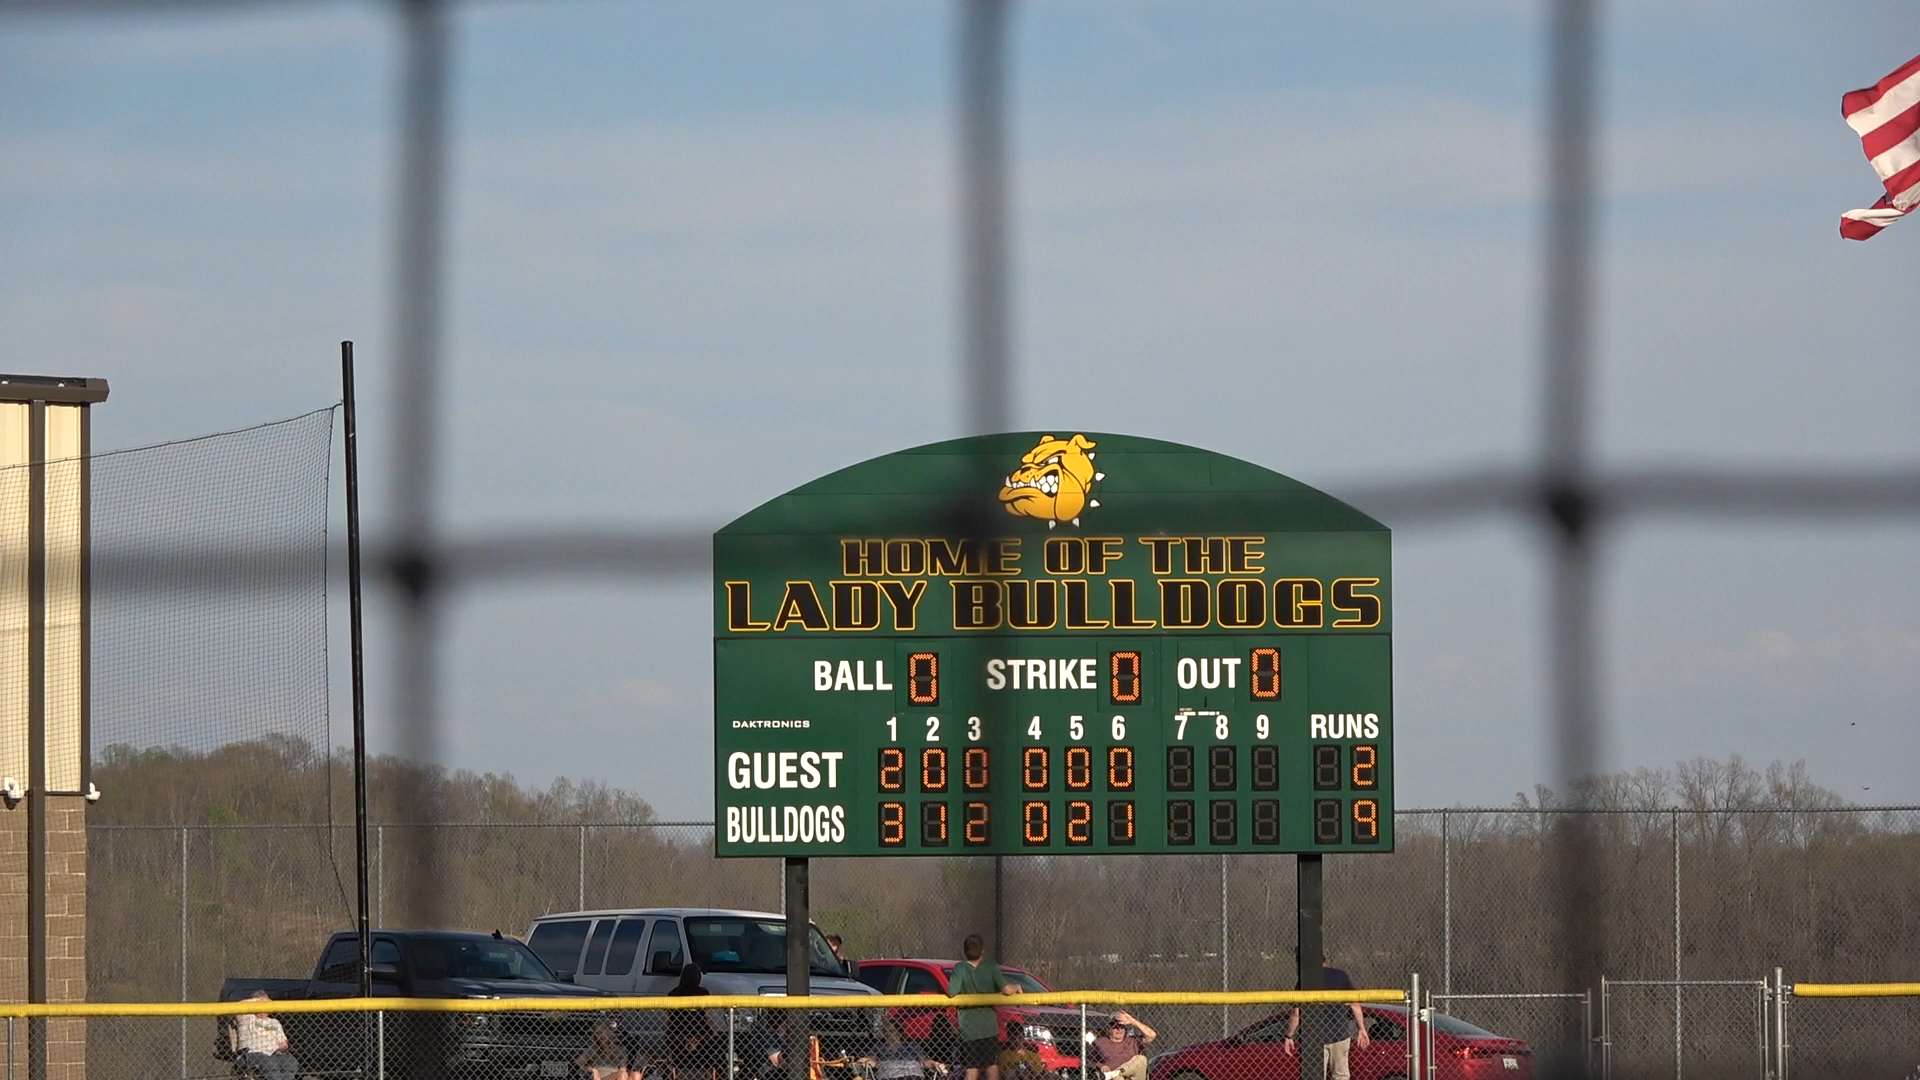 HOME OF THE
LADY BULLDOGS
BALL 0 STRIKE 0 OUT 0
DAKTRONICS 1 2 3 4 5 6 7 8 9 RUNS
GUEST 2 0 0 0 0 0 2
BULLDOGS 3 1 2 0 2 1 9